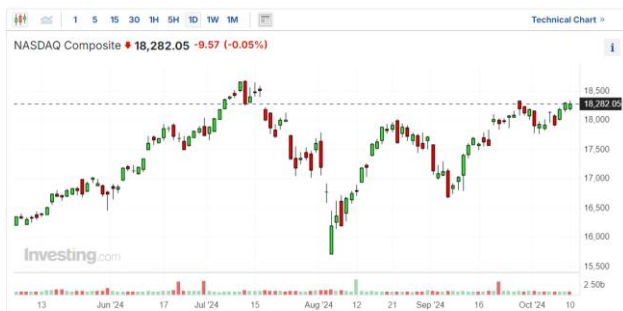 1 5 15 30 1H 5H 1D 1W 1M Technical Chart »
NASDAQ Composite 18,282.05 -9.57 (-0.05%)
i
18,500
18,282.05
18,000
17,500
17,000
16,500
16,000
15,500
Investing.com
2.50b
13 Jun '24 17 Jul '24 15 Aug '24 12 21 Sep '24 16 Oct '24 10